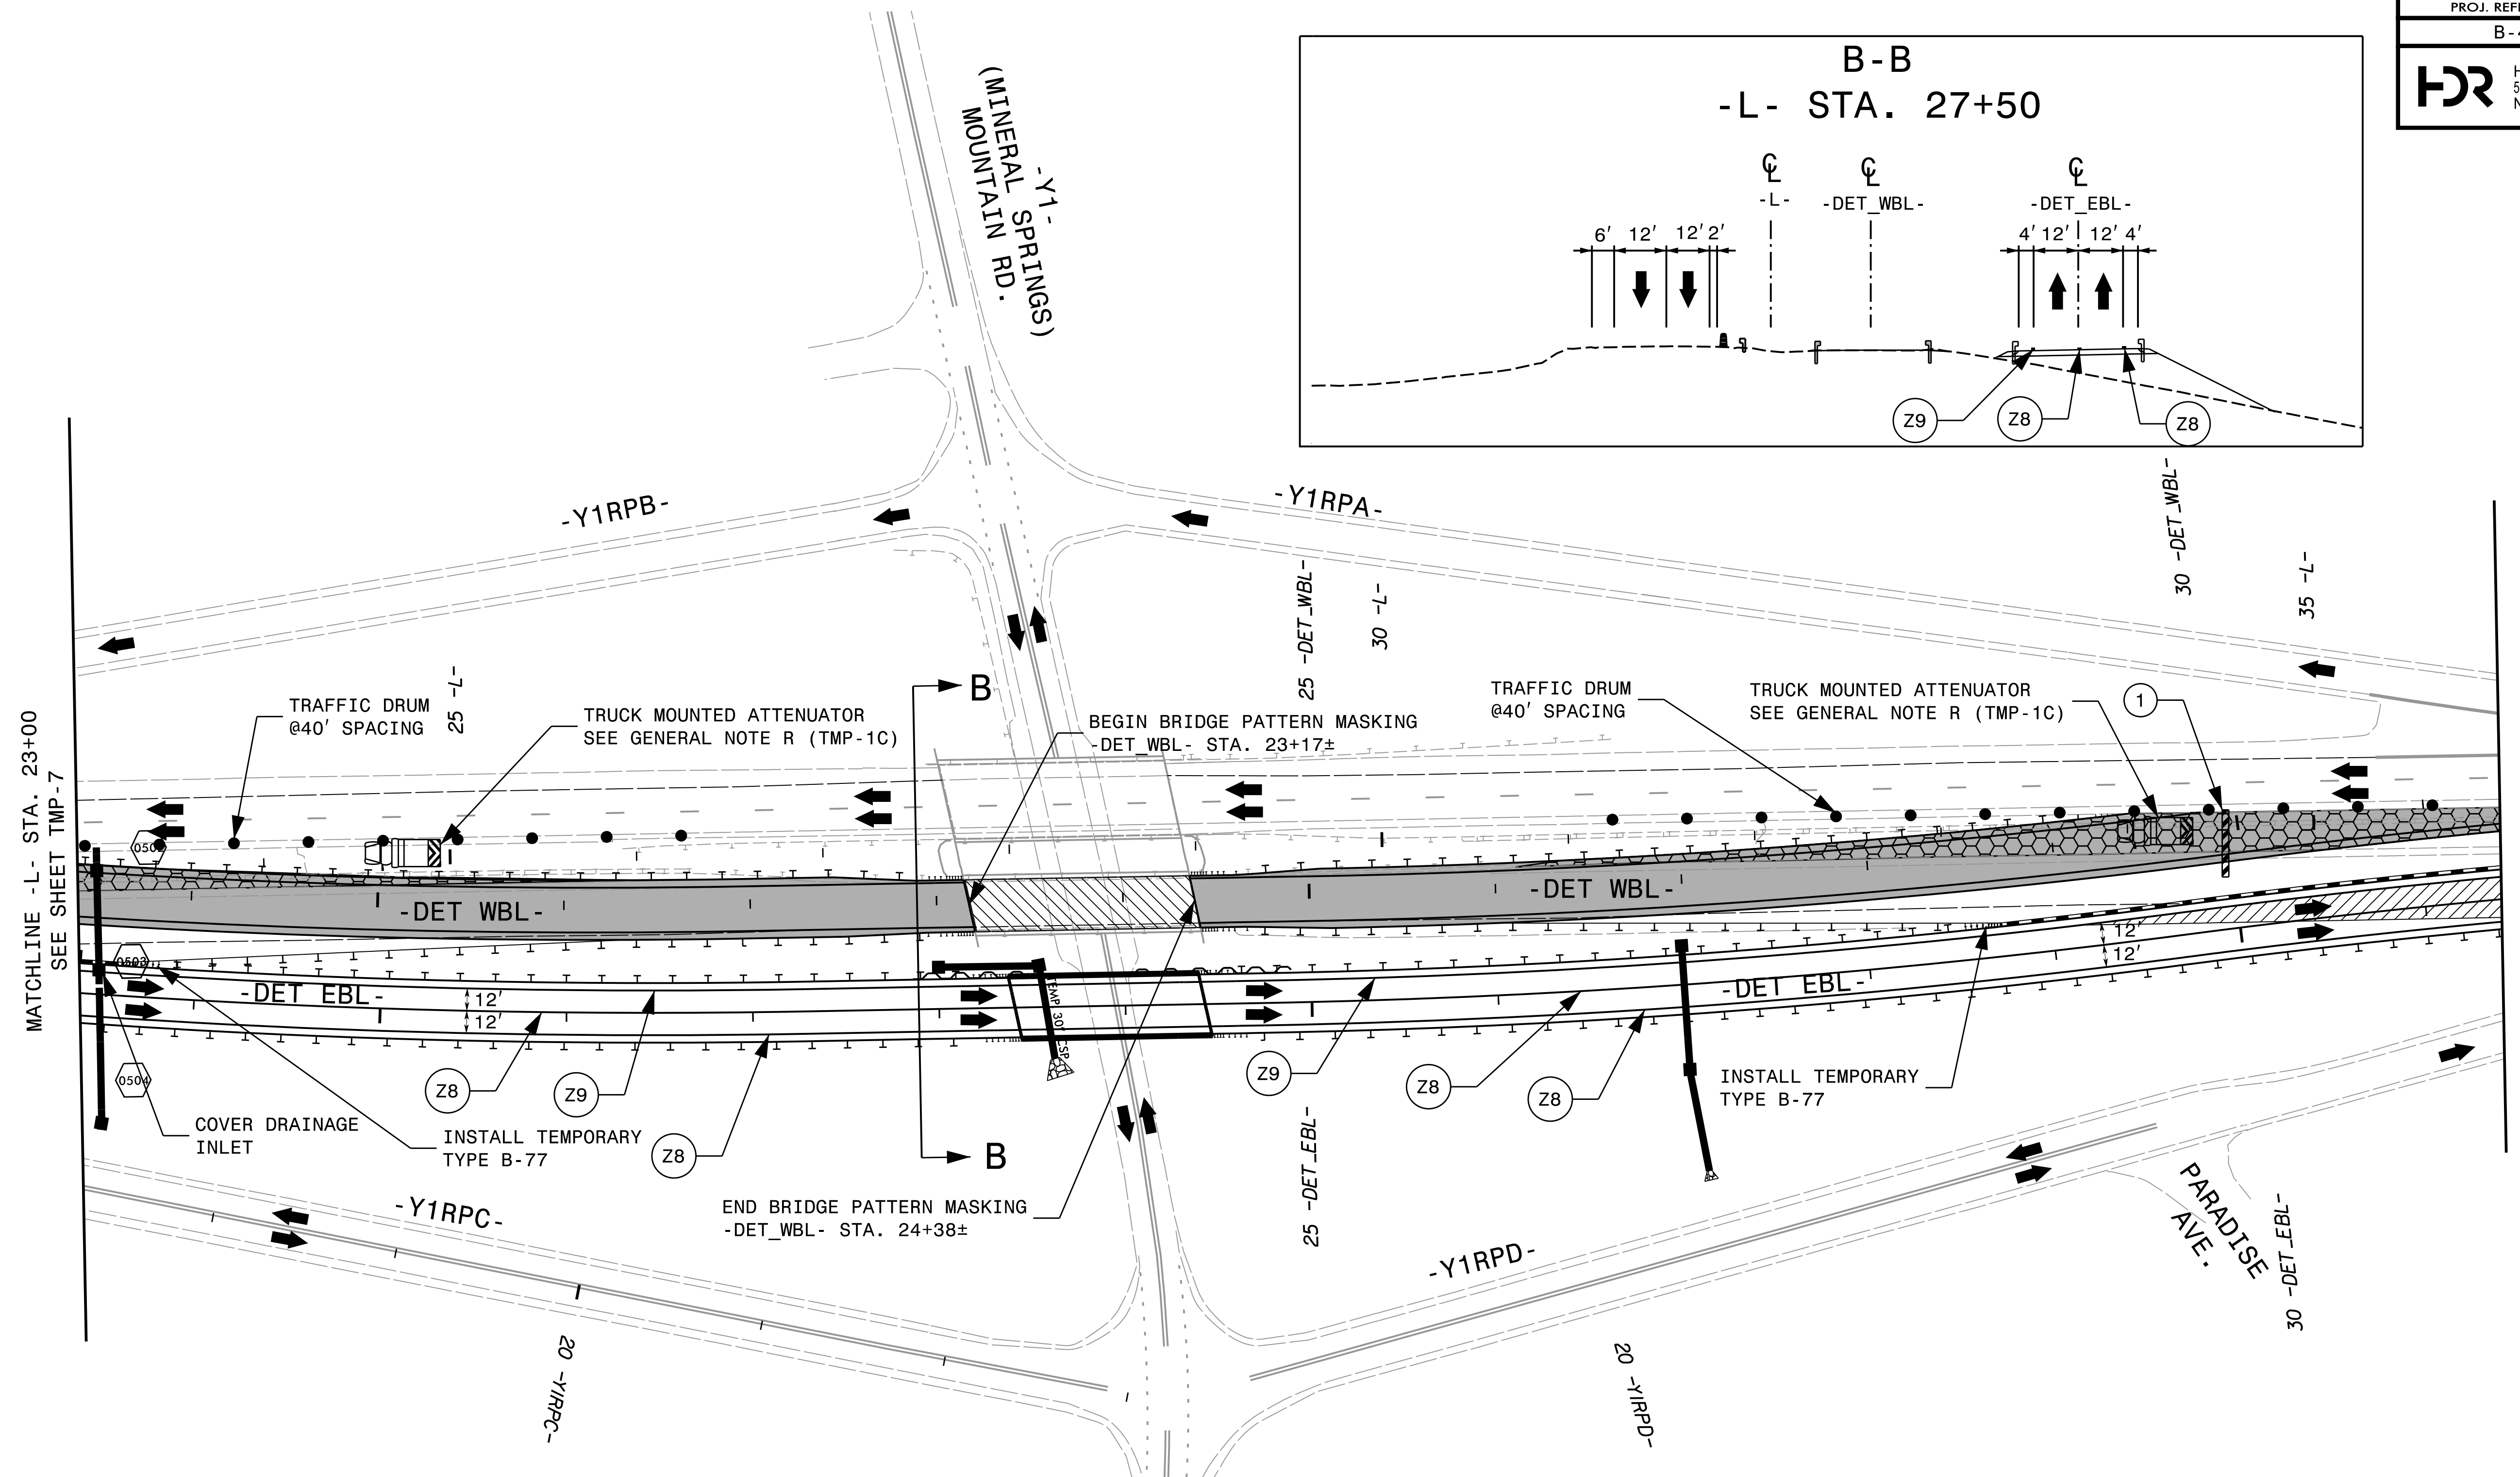 PROJ. REFE
B-4
HDR
B-B
-L- STA. 27+50
-L-
-DET_WBL-
-DET_EBL-
6' 12' 12' 2'
4' 12' 12' 4'
Z9
Z8
Z8
-Y1-
(MINERAL SPRINGS)
MOUNTAIN RD.
-Y1RPB-
-Y1RPA-
30 -DET_WBL-
35 -L-
25 -DET_WBL-
30 -L-
25 -L-
MATCHLINE -L- STA. 23+00
SEE SHEET TMP-7
TRAFFIC DRUM
@40' SPACING
TRUCK MOUNTED ATTENUATOR
SEE GENERAL NOTE R (TMP-1C)
B
BEGIN BRIDGE PATTERN MASKING
-DET_WBL- STA. 23+17±
TRAFFIC DRUM
@40' SPACING
TRUCK MOUNTED ATTENUATOR
SEE GENERAL NOTE R (TMP-1C)
1
-DET WBL-
-DET WBL-
0503
-DET EBL-
12'
12'
TEMP 30" CSP
-DET EBL-
12'
12'
0504
Z8
Z9
Z8
Z9
Z8
Z8
COVER DRAINAGE
INLET
INSTALL TEMPORARY
TYPE B-77
B
INSTALL TEMPORARY
TYPE B-77
END BRIDGE PATTERN MASKING
-DET_WBL- STA. 24+38±
25 -DET_EBL-
-Y1RPC-
-Y1RPD-
PARADISE
AVE.
30 -DET_EBL-
20 -Y1RPC-
20 -Y1RPD-